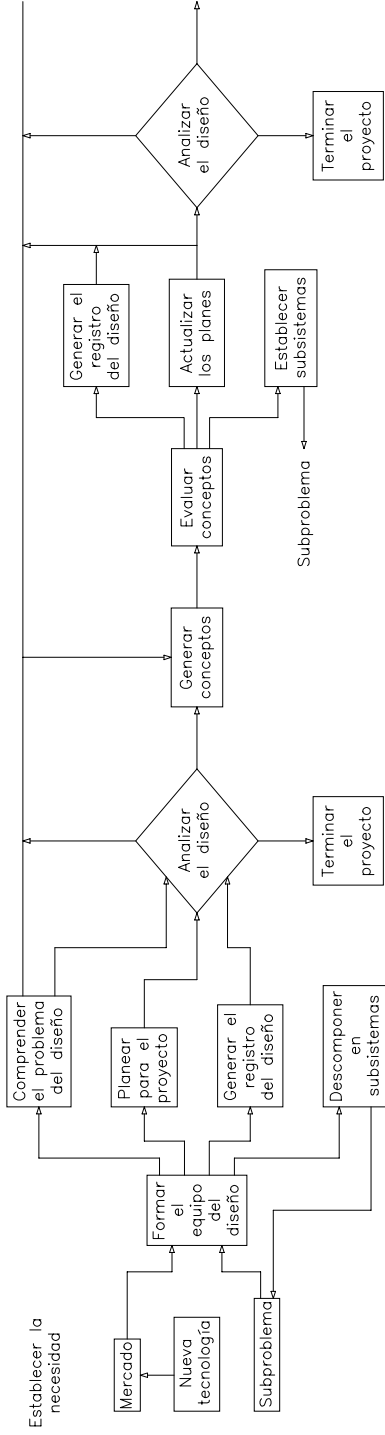 Establecer la
necesidad
Mercado
Nueva
tecnología
Subproblema
Formar
el
equipo
del
diseño
Comprender
el problema
del diseño
Planear
para el
proyecto
Generar el
registro
del diseño
Descomponer
en
subsistemas
Analizar
el diseño
Terminar
el
proyecto
Generar
conceptos
Evaluar
conceptos
Generar el
registro
del diseño
Actualizar
los planes
Establecer
subsistemas
Subproblema
Analizar
el diseño
Terminar
el
proyecto